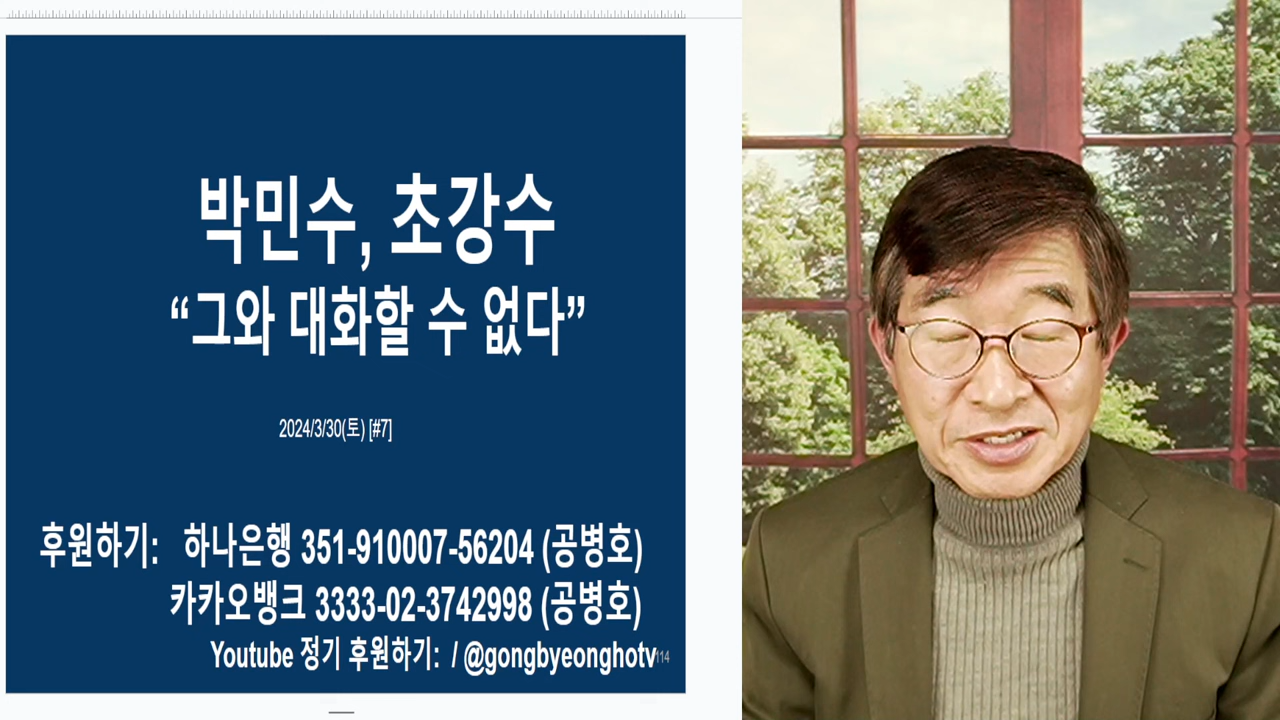 박민수, 초강수
“그와 대화할 수 없다”
2024/3/30(토) [#7]
후원하기: 하나은행 351-910007-56204 (공병호)
카카오뱅크 3333-02-3742998 (공병호)
Youtube 정기 후원하기: / @gongbyeonghotv
114